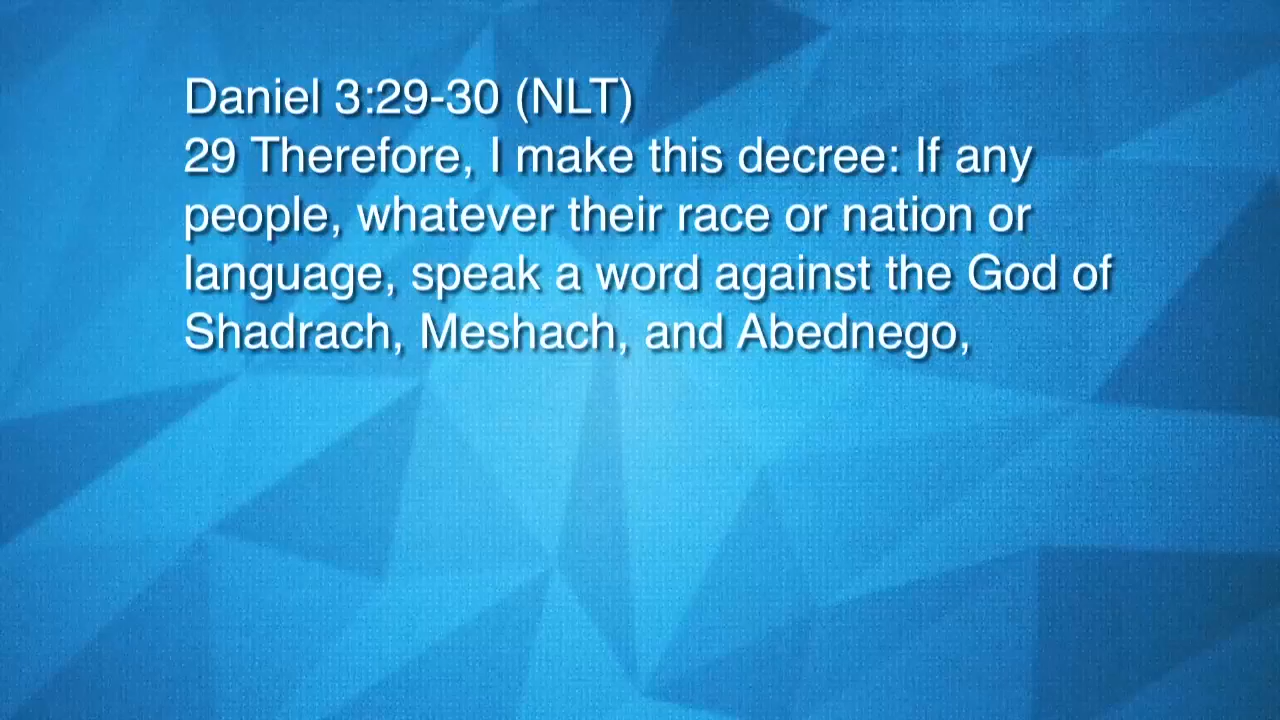 Daniel 3:29-30 (NLT)
29 Therefore, I make this decree: If any
people, whatever their race or nation or
language, speak a word against the God of
Shadrach, Meshach, and Abednego,